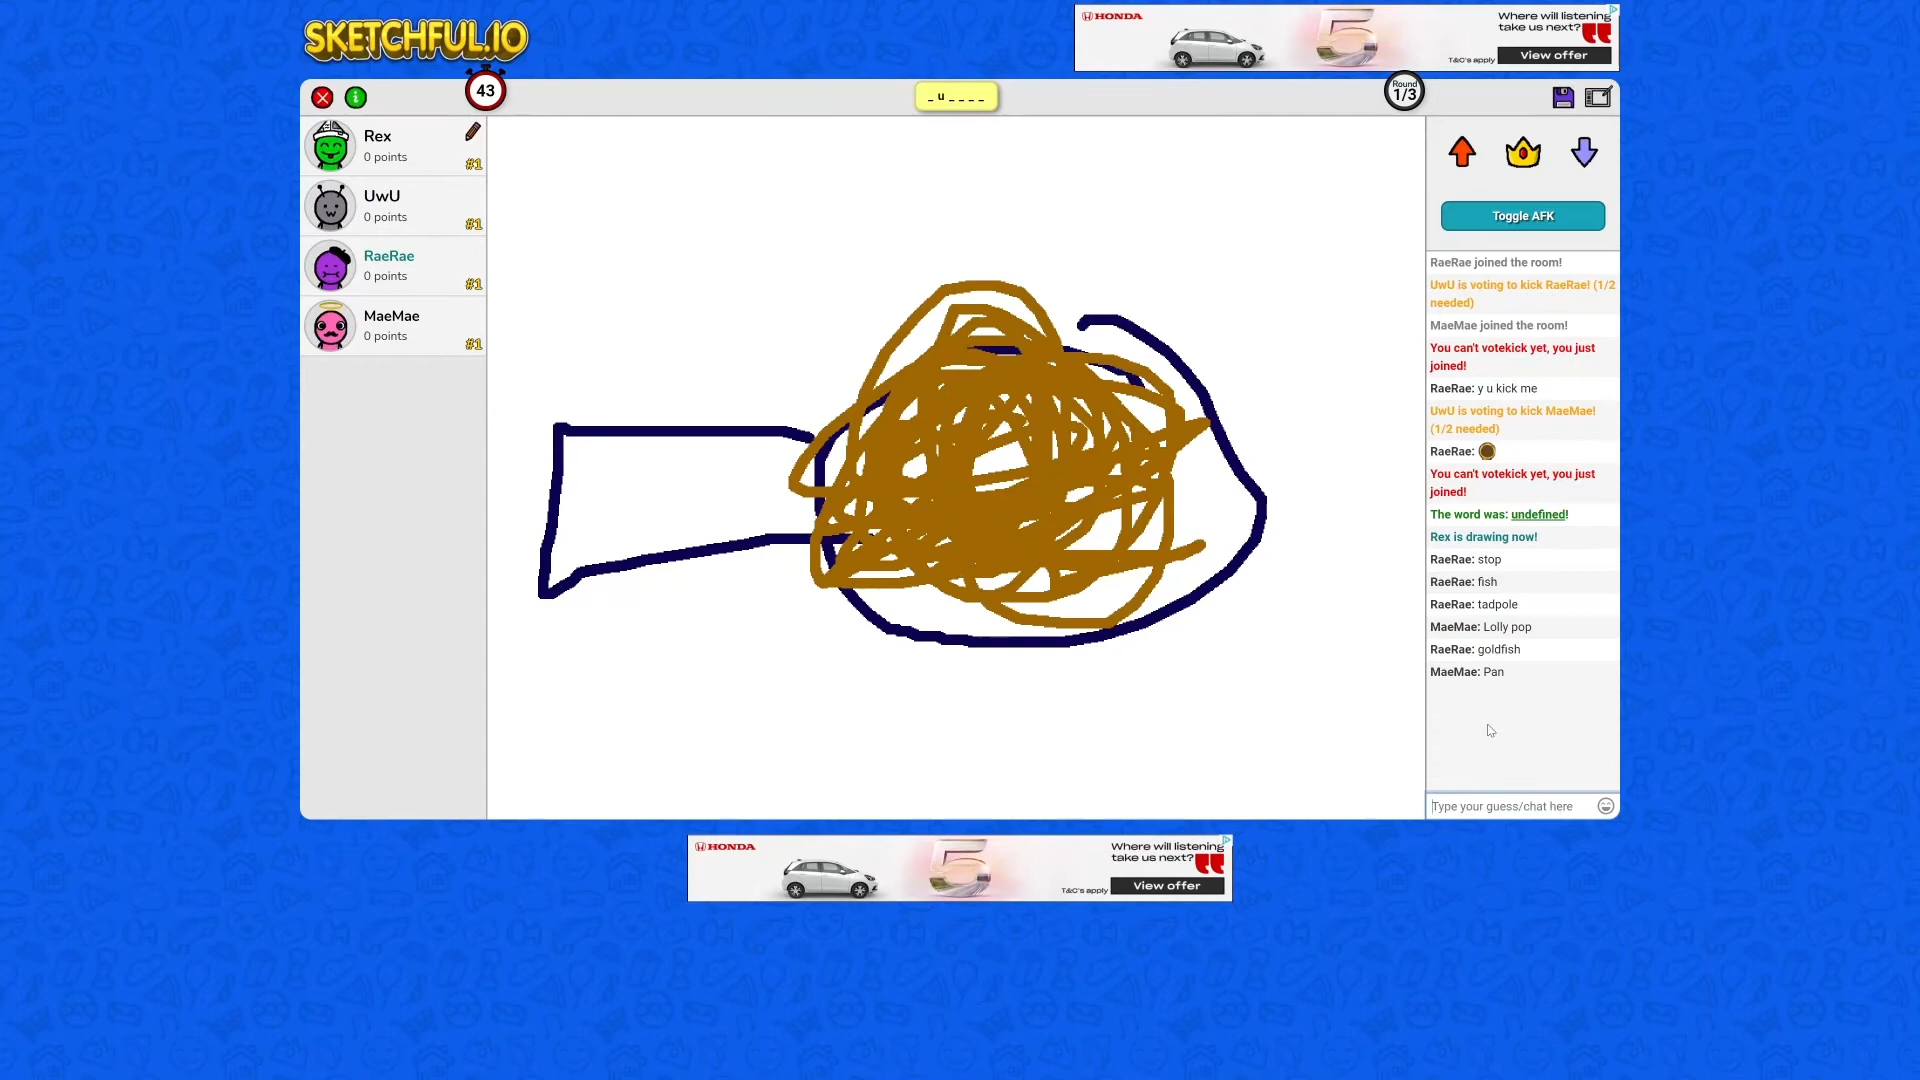 SKETCHFUL.IO
HONDA
5
Where will listening
take us next?
T&C's apply
View offer
43
_ u _ _ _ _
Round
1/3
Rex
0 points
#1
UwU
0 points
#1
RaeRae
0 points
#1
MaeMae
0 points
#1
Toggle AFK
RaeRae joined the room!
UwU is voting to kick RaeRae! (1/2
needed)
MaeMae joined the room!
You can't votekick yet, you just
joined!
RaeRae: y u kick me
UwU is voting to kick MaeMae!
(1/2 needed)
RaeRae:
You can't votekick yet, you just
joined!
The word was: undefined!
Rex is drawing now!
RaeRae: stop
RaeRae: fish
RaeRae: tadpole
MaeMae: Lolly pop
RaeRae: goldfish
MaeMae: Pan
Type your guess/chat here
HONDA
5
Where will listening
take us next?
T&C's apply
View offer